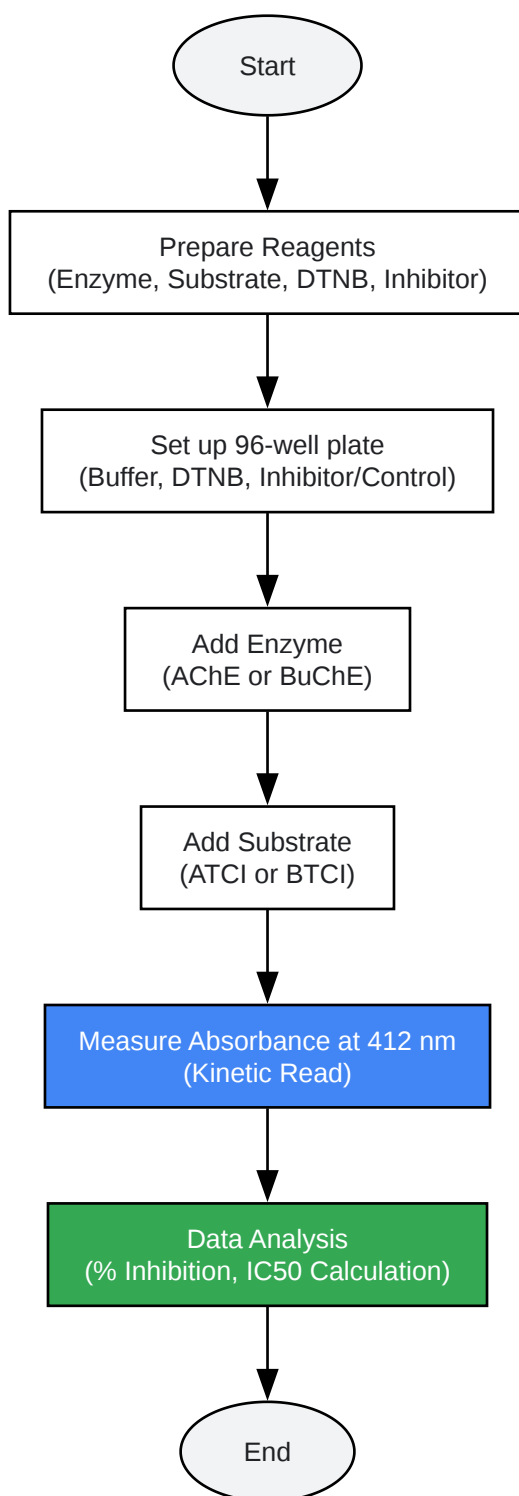 Start
Prepare Reagents
(Enzyme, Substrate, DTNB, Inhibitor)
Set up 96-well plate
(Buffer, DTNB, Inhibitor/Control)
Add Enzyme
(AChE or BuChE)
Add Substrate
(ATCI or BTCI)
Measure Absorbance at 412 nm
(Kinetic Read)
Data Analysis
(% Inhibition, IC50 Calculation)
End